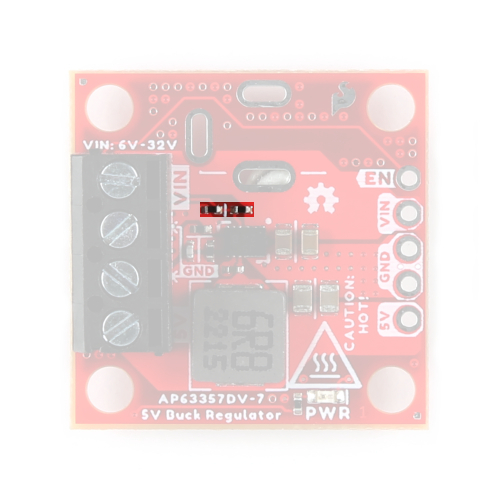 VIN: 6V-32V
VIN
EN
VIN
GND
GND
5V
CAUTION:
HOT!
6R8
2215
AP63357DV-7
5V Buck Regulator
PWR